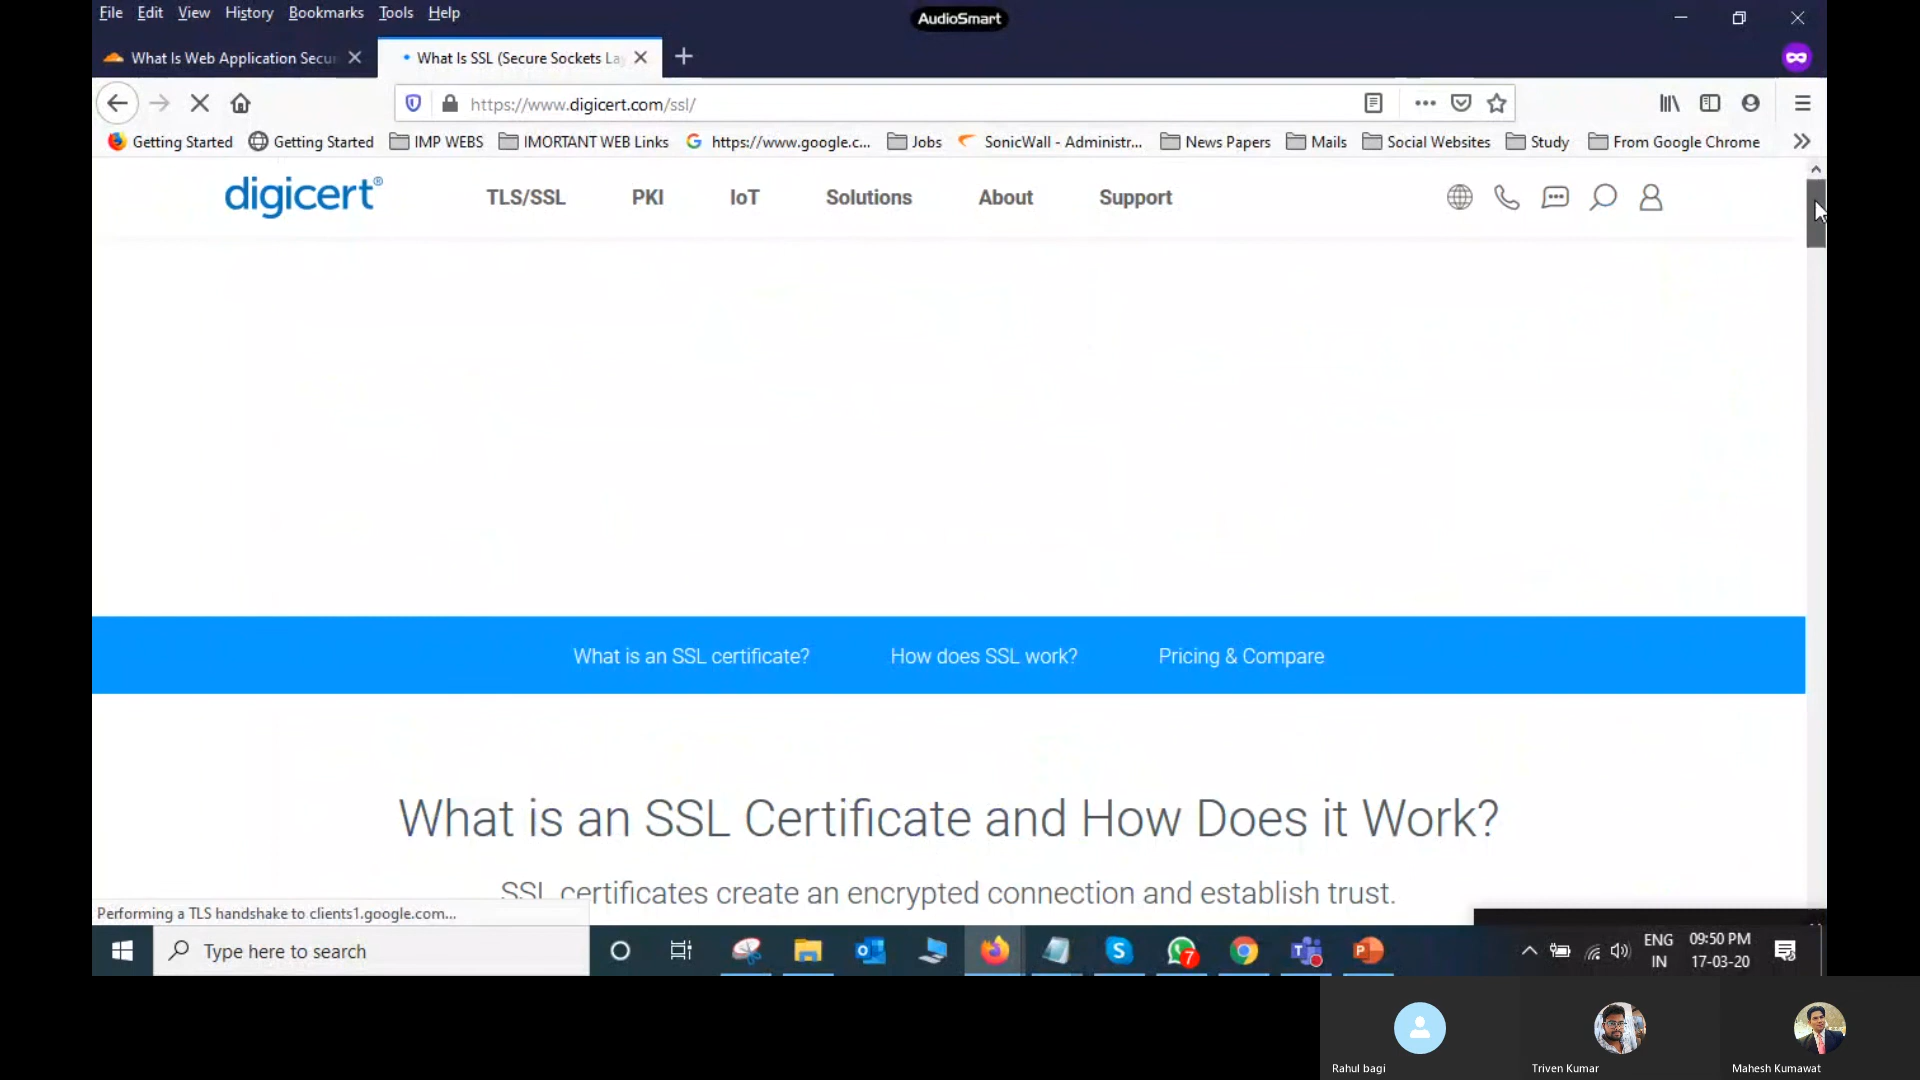 File Edit View History Bookmarks Tools Help
AudioSmart
What Is Web Application Secu
What Is SSL (Secure Sockets La
https://www.digicert.com/ssl/
Getting Started Getting Started IMP WEBS IMORTANT WEB Links https://www.google.c... Jobs SonicWall - Administr... News Papers Mails Social Websites Study From Google Chrome
digicert® TLS/SSL PKI IoT Solutions About Support
What is an SSL certificate? How does SSL work? Pricing & Compare
What is an SSL Certificate and How Does it Work?
SSL certificates create an encrypted connection and establish trust.
Performing a TLS handshake to clients1.google.com...
Type here to search
7
ENG
IN
09:50 PM
17-03-20
Rahul bagi Triven Kumar Mahesh Kumawat